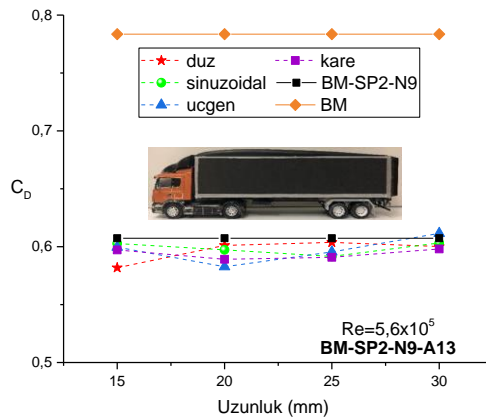 0,8
0,7
0,6
0,5
C_D
duz
sinuzoidal
ucgen
kare
BM-SP2-N9
BM
Re=5,6x10^5
BM-SP2-N9-A13
15 20 25 30
Uzunluk (mm)